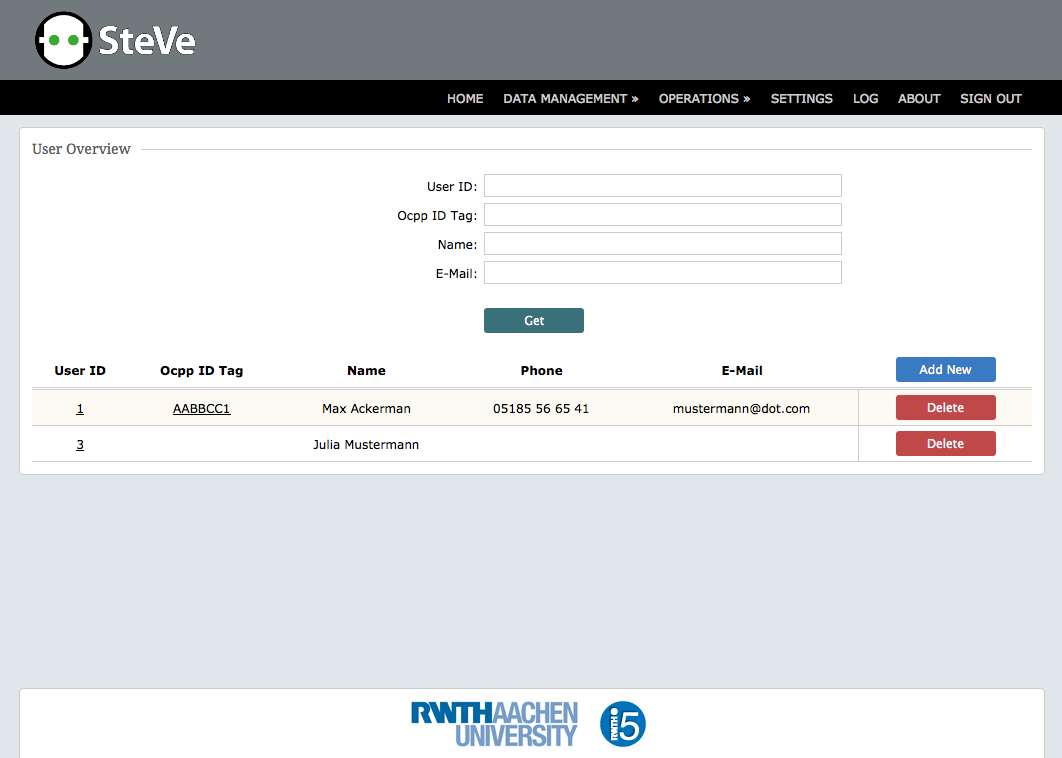 SteVe
HOME DATA MANAGEMENT » OPERATIONS » SETTINGS LOG ABOUT SIGN OUT
User Overview
User ID:
Ocpp ID Tag:
Name:
E-Mail:
Get
User ID Ocpp ID Tag Name Phone E-Mail Add New
1 AABBCC1 Max Ackerman 05185 56 65 41 mustermann@dot.com Delete
3 Julia Mustermann Delete
RWTHAACHEN
UNIVERSITY
RWTH i5